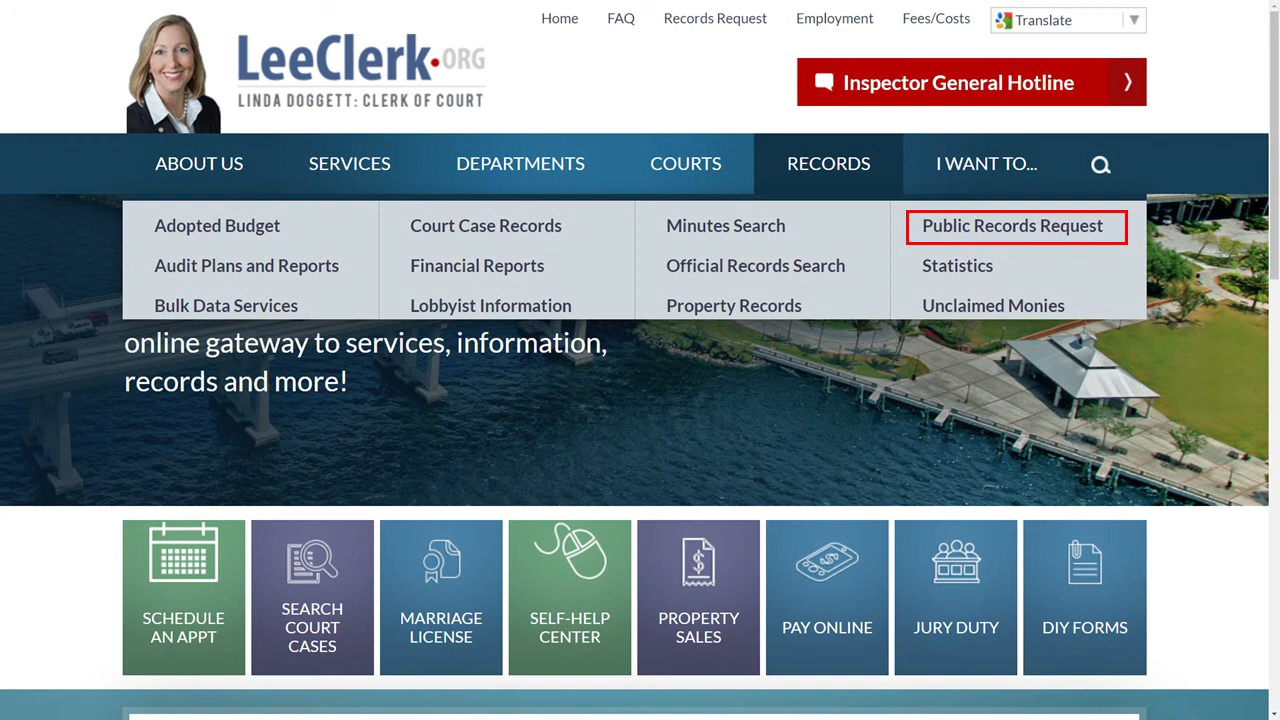 Home FAQ Records Request Employment Fees/Costs Translate
LeeClerk.ORG
LINDA DOGGETT: CLERK OF COURT
Inspector General Hotline
ABOUT US SERVICES DEPARTMENTS COURTS RECORDS I WANT TO...
Adopted Budget Court Case Records Minutes Search Public Records Request
Audit Plans and Reports Financial Reports Official Records Search Statistics
Bulk Data Services Lobbyist Information Property Records Unclaimed Monies
online gateway to services, information,
records and more!
SCHEDULE
AN APPT
SEARCH
COURT
CASES
MARRIAGE
LICENSE
SELF-HELP
CENTER
PROPERTY
SALES
PAY ONLINE
JURY DUTY
DIY FORMS